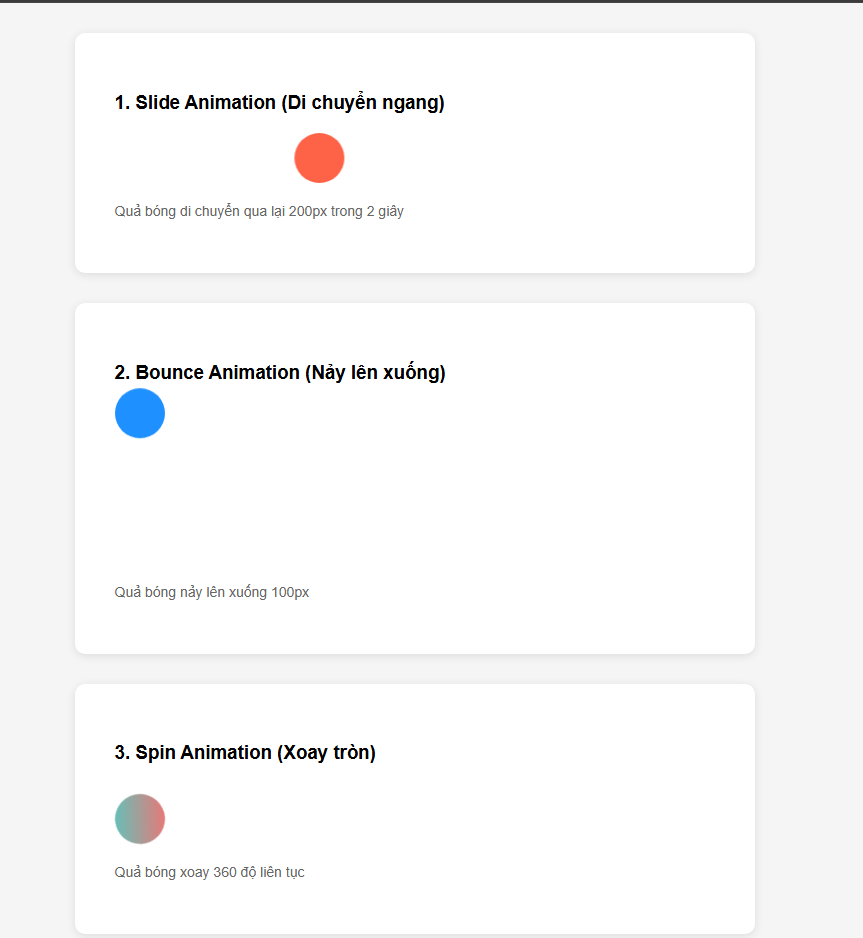 1. Slide Animation (Di chuyển ngang)
Quả bóng di chuyển qua lại 200px trong 2 giây
2. Bounce Animation (Nảy lên xuống)
Quả bóng nảy lên xuống 100px
3. Spin Animation (Xoay tròn)
Quả bóng xoay 360 độ liên tục